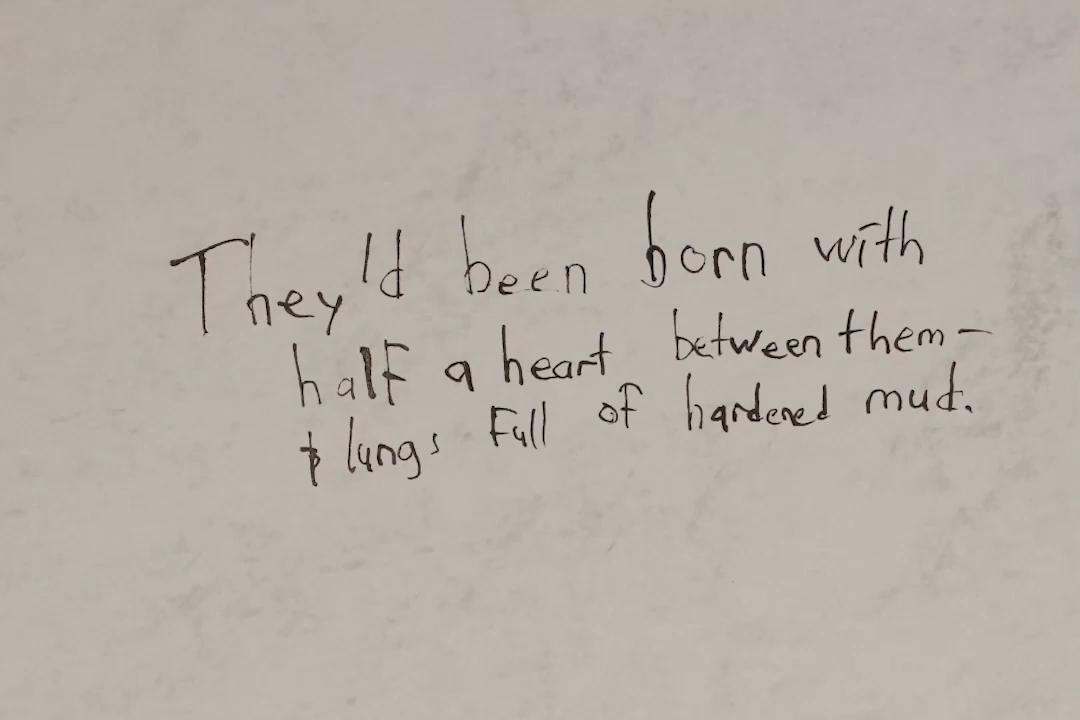 They'd been born with
half a heart between them –
& lungs full of hardened mud.